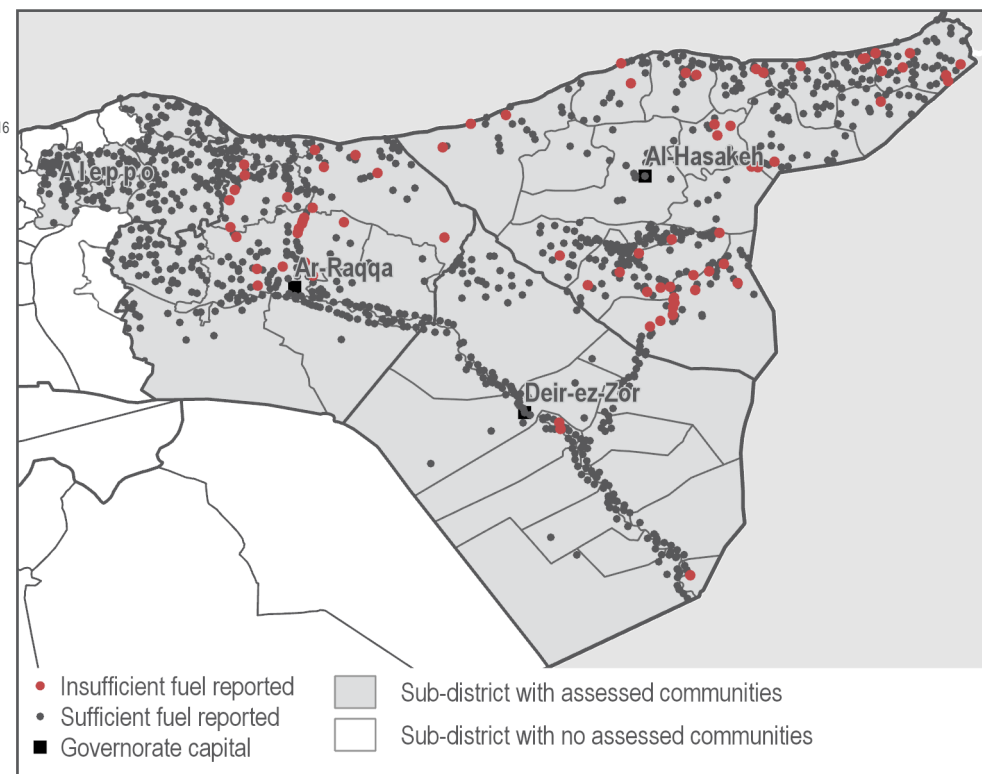 Aleppo
Al-Hasakeh
Ar-Raqqa
Deir-ez-Zor
Insufficient fuel reported
Sufficient fuel reported
Governorate capital
Sub-district with assessed communities
Sub-district with no assessed communities